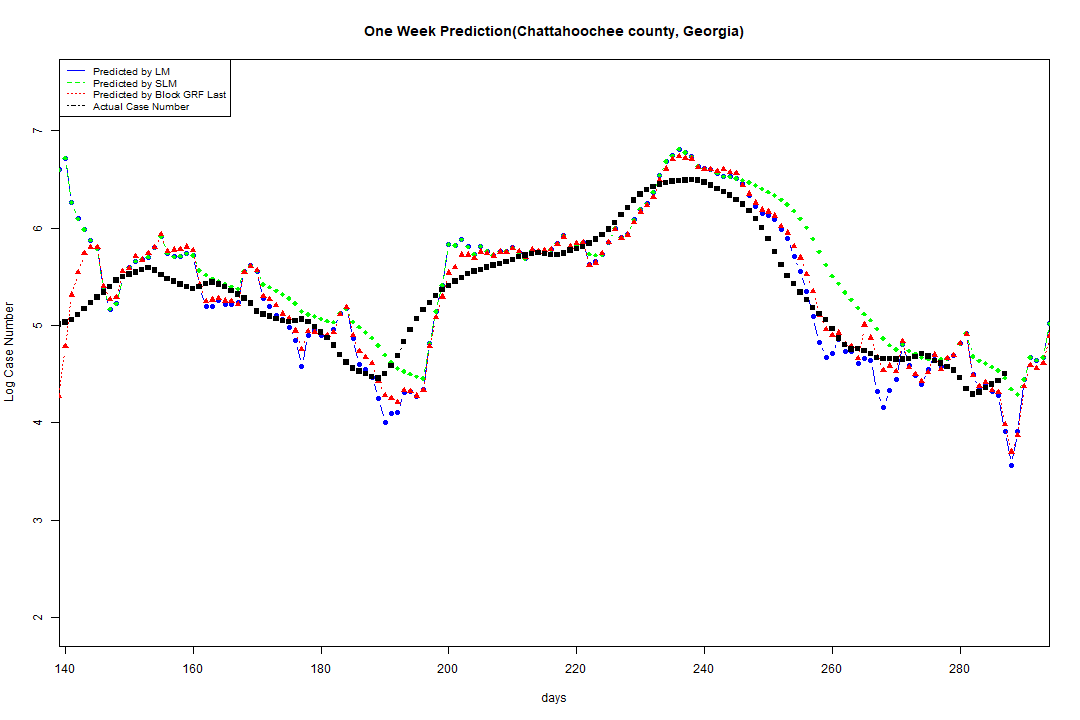 One Week Prediction(Chattahoochee county, Georgia)
Predicted by LM
Predicted by SLM
Predicted by Block GRF Last
Actual Case Number
7
6
5
4
3
2
Log Case Number
140 160 180 200 220 240 260 280
days